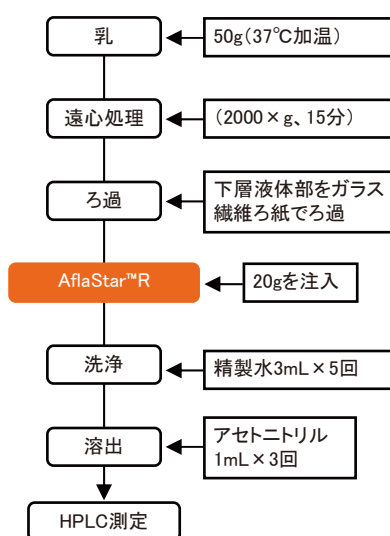 乳
50g(37℃加温)
遠心処理
(2000×g、15分)
ろ過
下層液体部をガラス
繊維ろ紙でろ過
AflaStar™R
20gを注入
洗浄
精製水3mL×5回
溶出
アセトニトリル
1mL×3回
HPLC測定